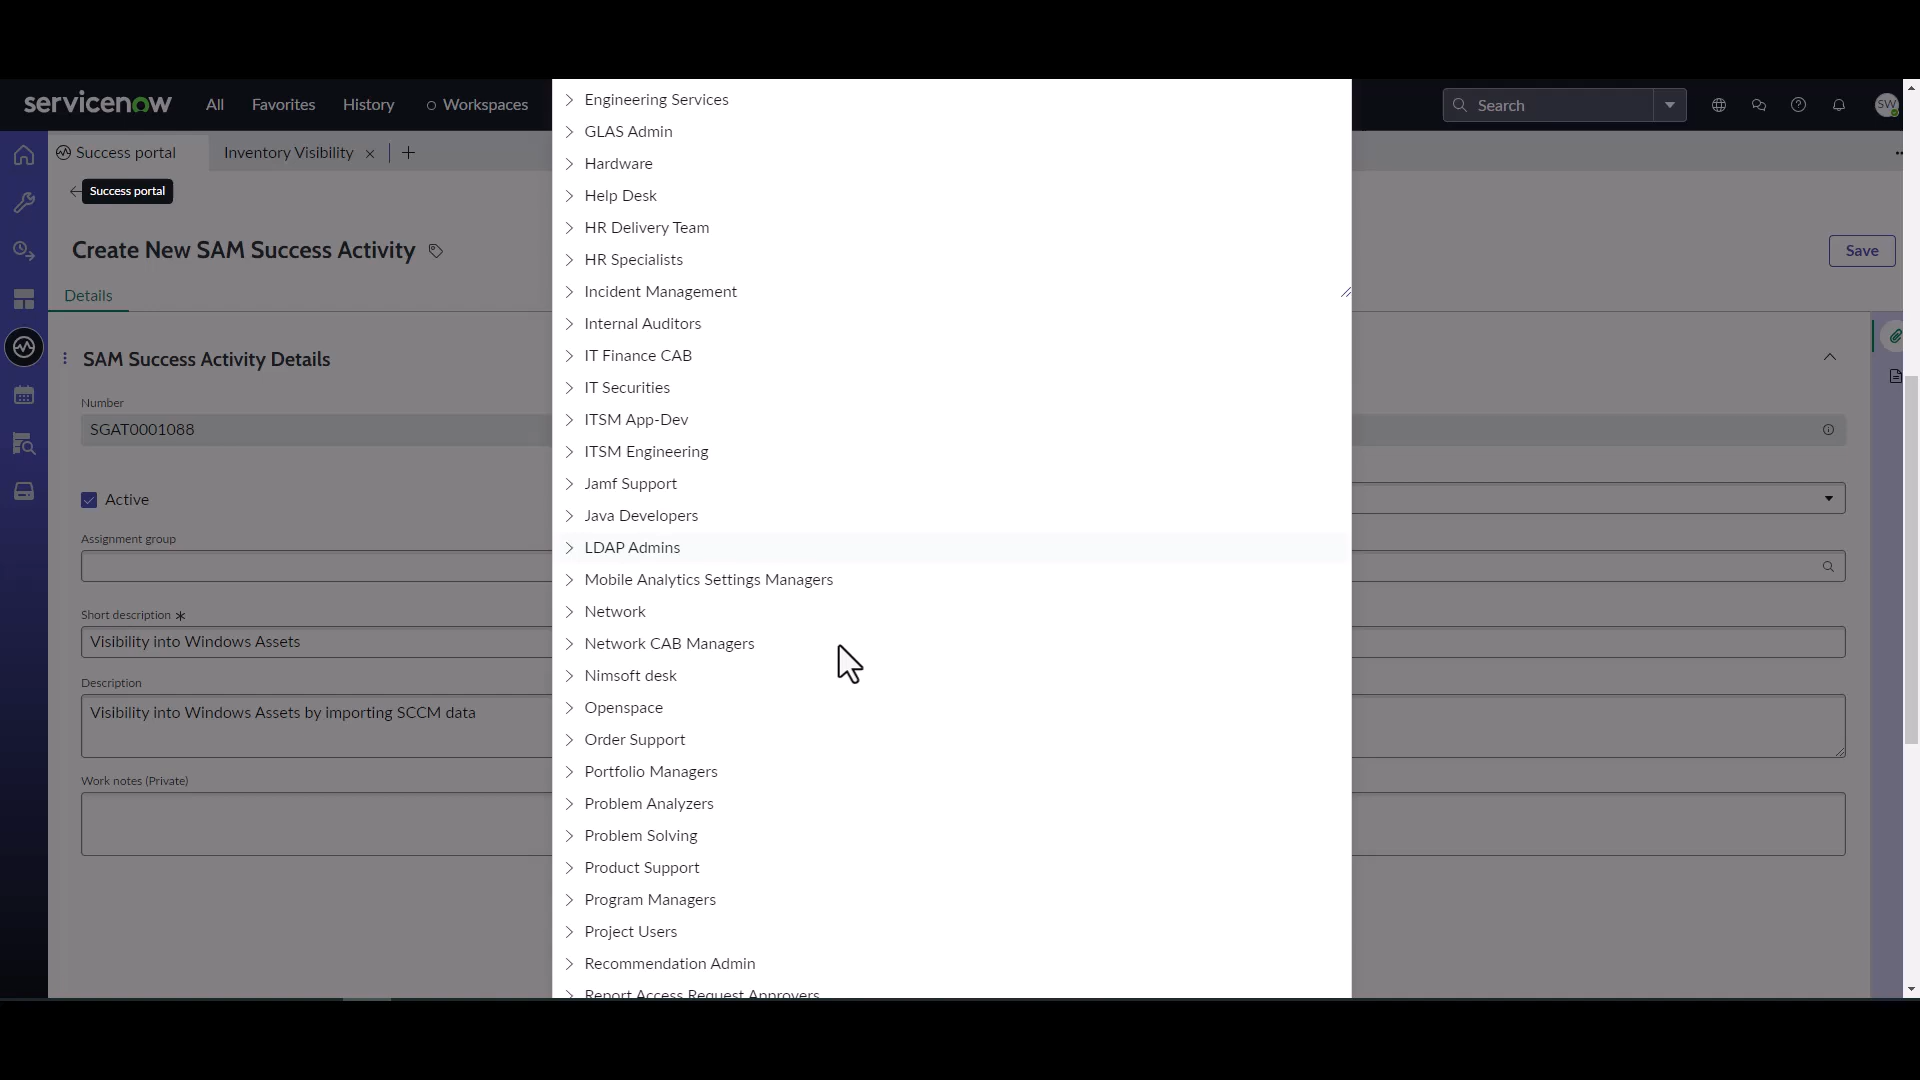 servicenow
All
Favorites
History
Workspaces
Search
SW
Success portal
Inventory Visibility
Success portal
Create New SAM Success Activity
Save
Details
SAM Success Activity Details
Number
SGAT0001088
Active
Assignment group
Short description
Visibility into Windows Assets
Description
Visibility into Windows Assets by importing SCCM data
Work notes (Private)
Engineering Services
GLAS Admin
Hardware
Help Desk
HR Delivery Team
HR Specialists
Incident Management
Internal Auditors
IT Finance CAB
IT Securities
ITSM App-Dev
ITSM Engineering
Jamf Support
Java Developers
LDAP Admins
Mobile Analytics Settings Managers
Network
Network CAB Managers
Nimsoft desk
Openspace
Order Support
Portfolio Managers
Problem Analyzers
Problem Solving
Product Support
Program Managers
Project Users
Recommendation Admin
Report Access Request Approvers